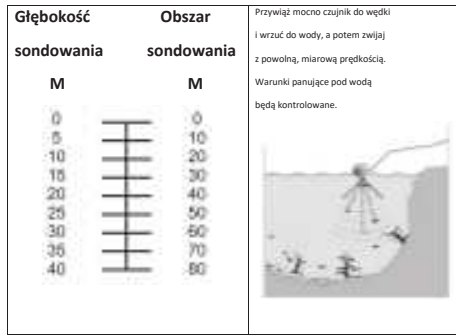 Głębokość Obszar
sondowania sondowania
M M
0 0
5 10
10 20
15 30
20 40
25 50
30 60
35 70
40 80
Przywiąż mocno czujnik do wędki
i wrzuć do wody, a potem zwijaj
z powolną, miarową prędkością.
Warunki panujące pod wodą
będą kontrolowane.